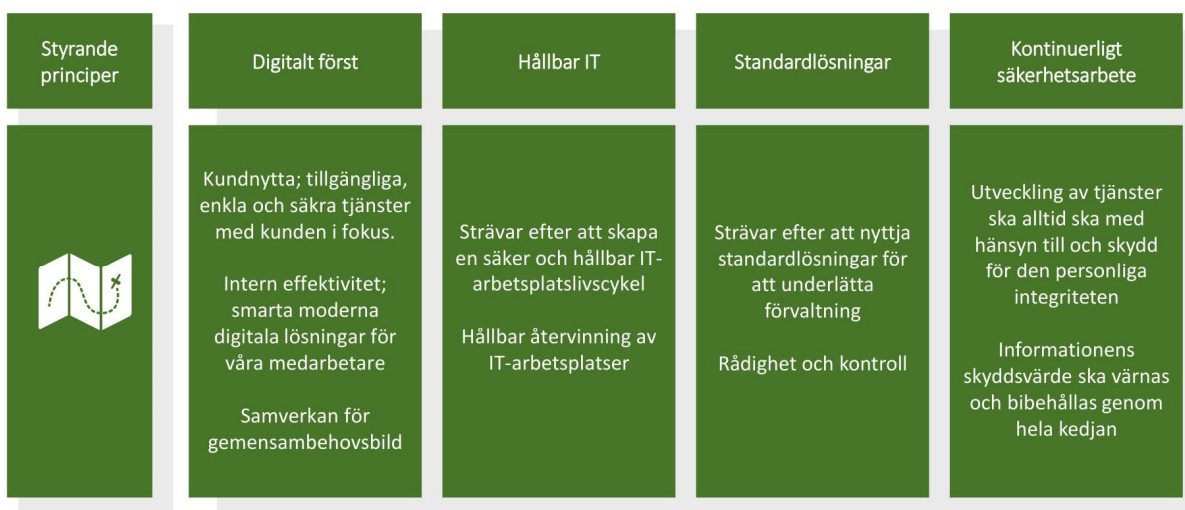 Styrande
principer
Digitalt först
Hållbar IT
Standardlösningar
Kontinuerligt
säkerhetsarbete
Kundnytta; tillgängliga,
enkla och säkra tjänster
med kunden i fokus.
Intern effektivitet;
smarta moderna
digitala lösningar för
våra medarbetare
Samverkan för
gemensambehovsbild
Strävar efter att skapa
en säker och hållbar IT-
arbetsplatslivscykel
Hållbar återvinning av
IT-arbetsplatser
Strävar efter att nyttja
standardlösningar för
att underlätta
förvaltning
Rådighet och kontroll
Utveckling av tjänster
ska alltid ska med
hänsyn till och skydd
för den personliga
integriteten
Informationens
skyddsvärde ska värnas
och bibehållas genom
hela kedjan